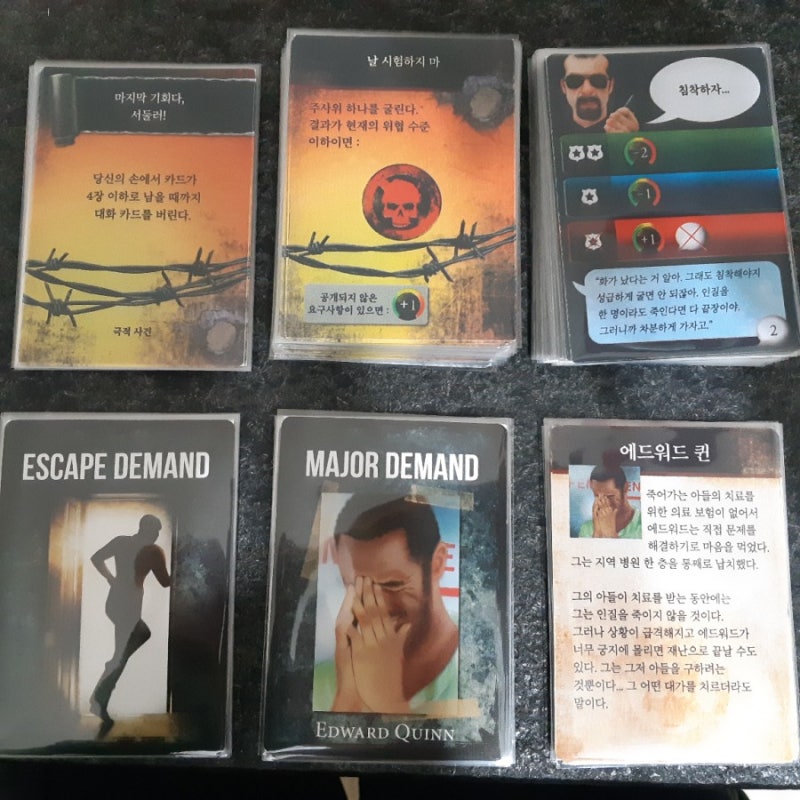 마지막 기회다,
서둘러!
당신의 손에서 카드가
4장 이하로 남을 때까지
대화 카드를 버린다.
극적 사건
날 시험하지 마
주사위 하나를 굴린다.
결과가 현재의 위협 수준
이하이면 :
공개되지 않은
요구사항이 있으면 : +1
침착하자...
-2
-1
+1
"화가 났다는 거 알아. 그래도 침착해야지
성급하게 굴면 안 되잖아. 인질을
한 명이라도 죽인다면 다 끝장이야.
그러니까 차분하게 가자고."
2
ESCAPE DEMAND
MAJOR DEMAND
EDWARD QUINN
에드워드 퀸
죽어가는 아들의 치료를
위한 의료 보험이 없어서
에드워드는 직접 문제를
해결하기로 마음을 먹었다.
그는 지역 병원 한 층을 통째로 납치했다.
그의 아들이 치료를 받는 동안에는
그는 인질을 죽이지 않을 것이다.
그러나 상황이 급격해지고 에드워드가
너무 궁지에 몰리면 재난으로 끝날 수도
있다. 그는 그저 아들을 구하려는
것뿐이다... 그 어떤 대가를 치르더라도
말이다.